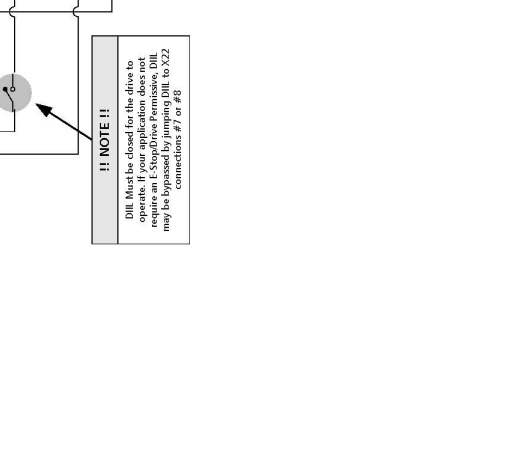 !! NOTE !!
DIIL Must be closed for the drive to
operate. If your application does not
require an E-Stop/Drive Permissive, DIIL
may be bypassed by jumping DIIL to X22
connections #7 or #8